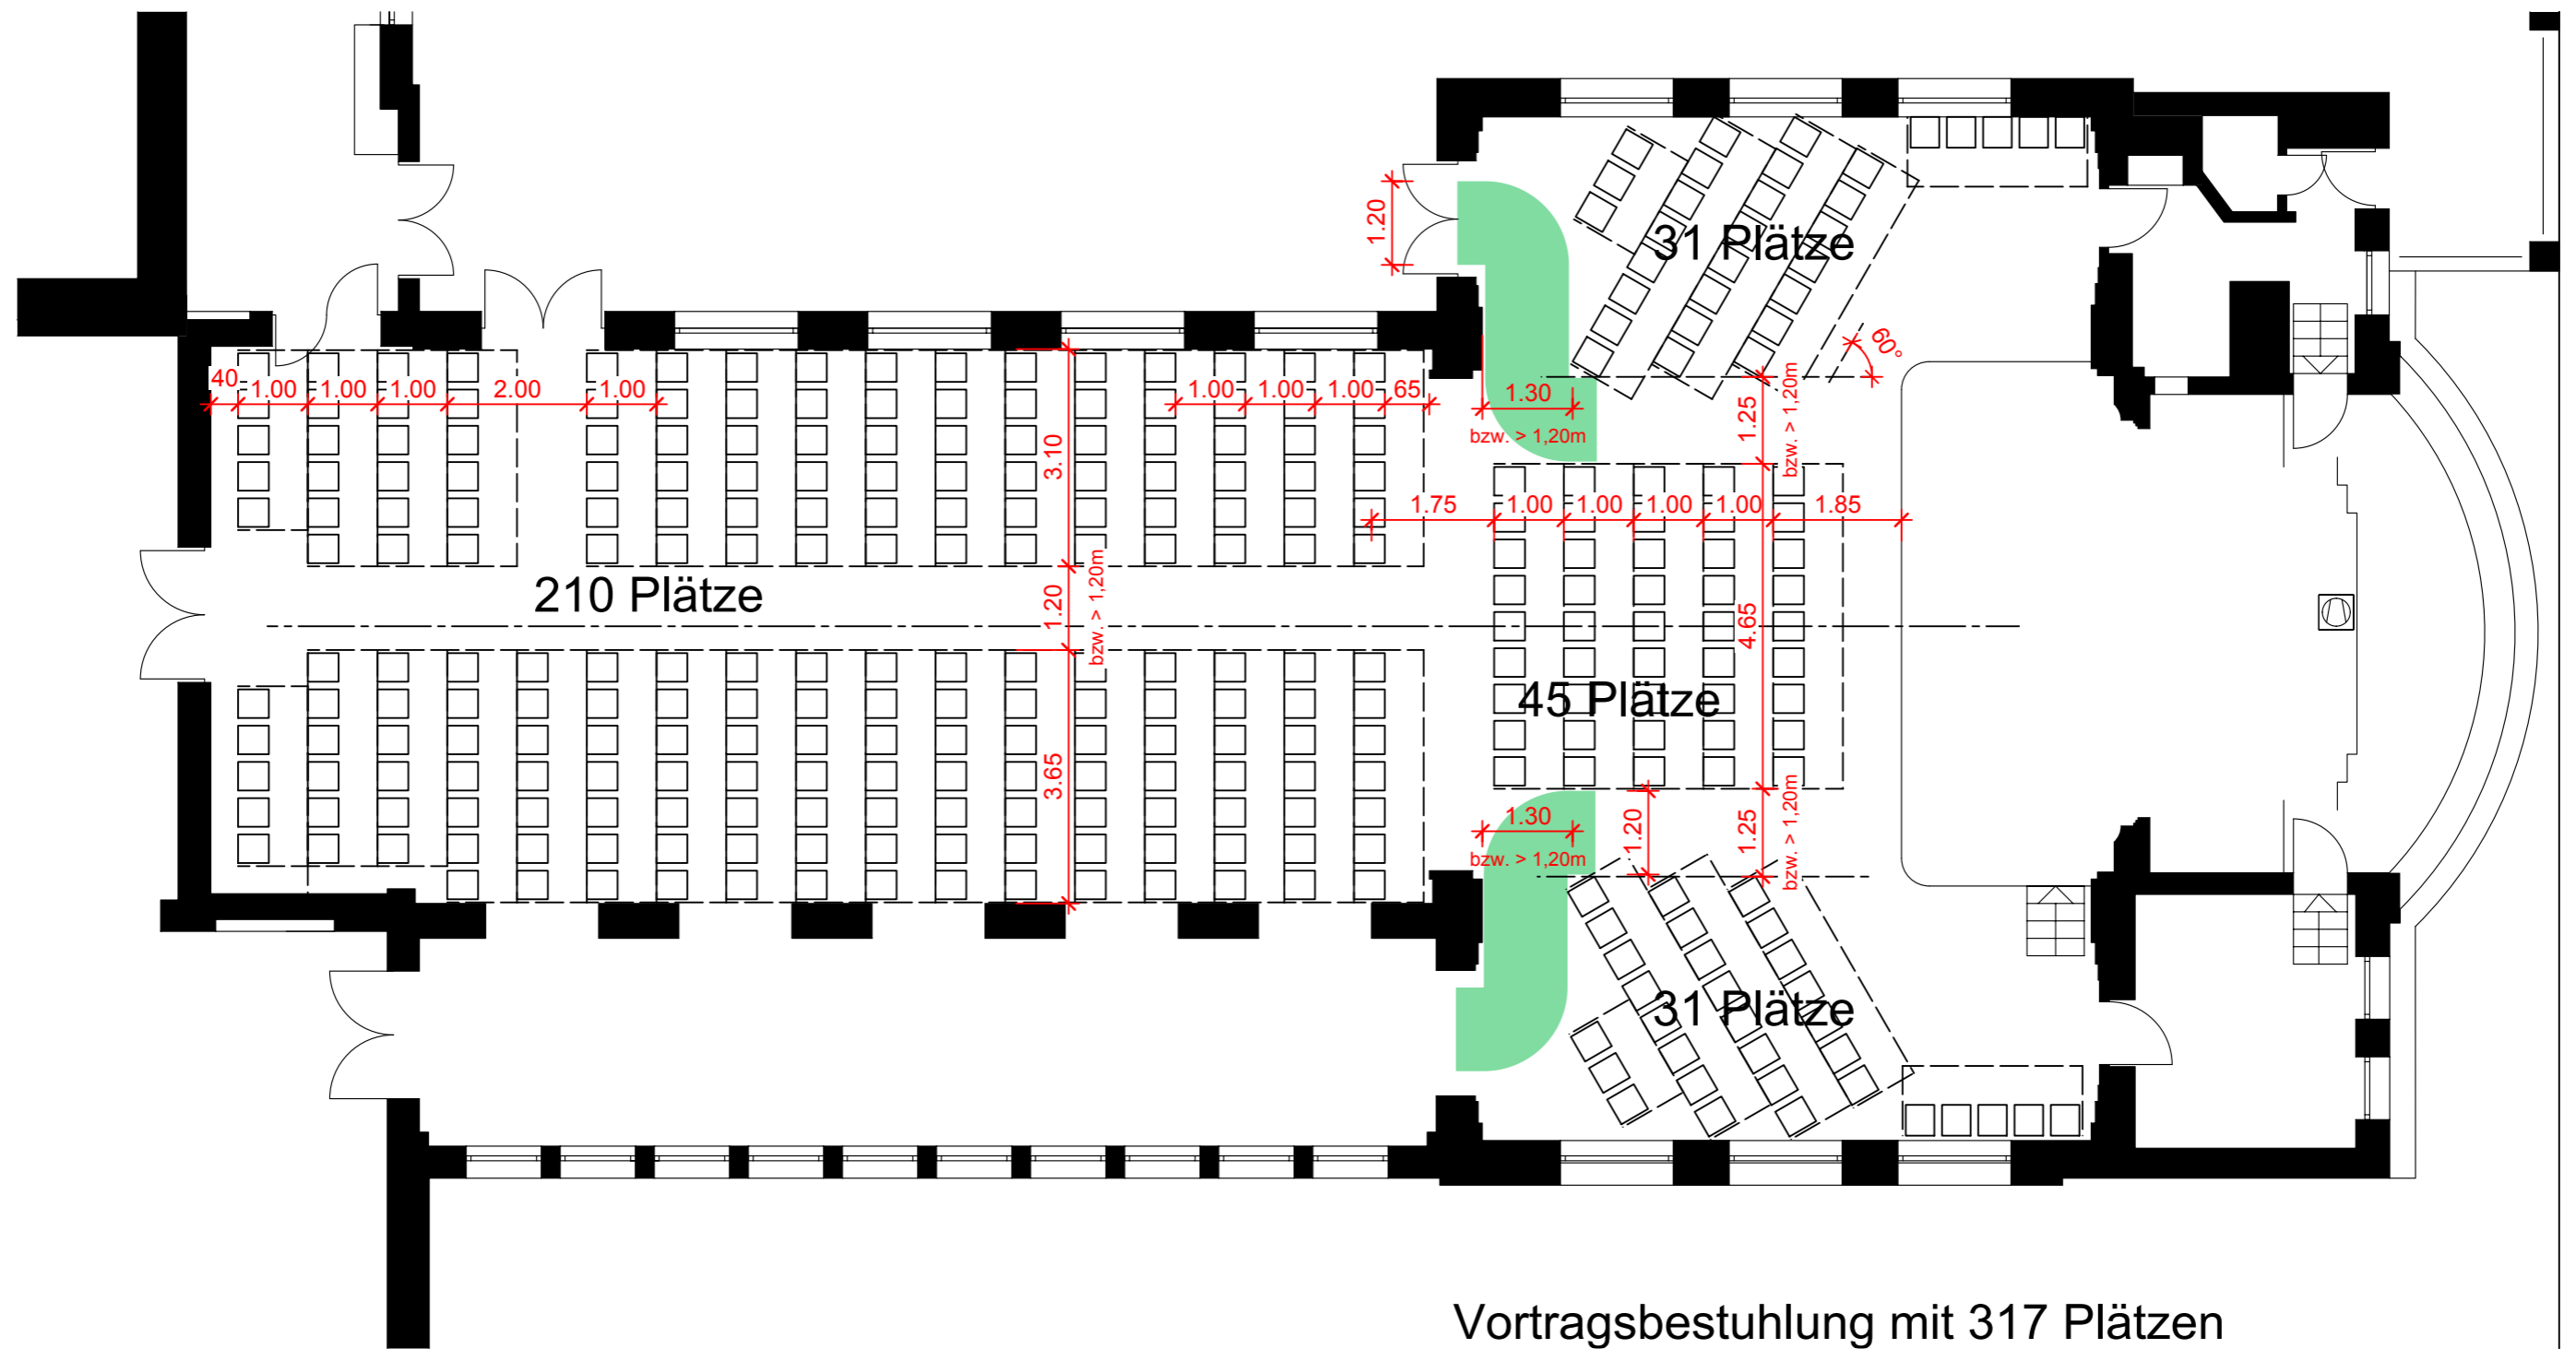 1.20
31 Plätze
60°
40
1.00
1.00
1.00
2.00
1.00
1.00
1.00
1.00
65
1.30
bzw. > 1,20m
1.25
bzw. > 1,20m
3.10
1.75
1.00
1.00
1.00
1.00
1.85
210 Plätze
1.20
bzw. > 1,20m
4.65
45 Plätze
3.65
1.30
bzw. > 1,20m
1.20
1.25
bzw. > 1,20m
31 Plätze
Vortragsbestuhlung mit 317 Plätzen